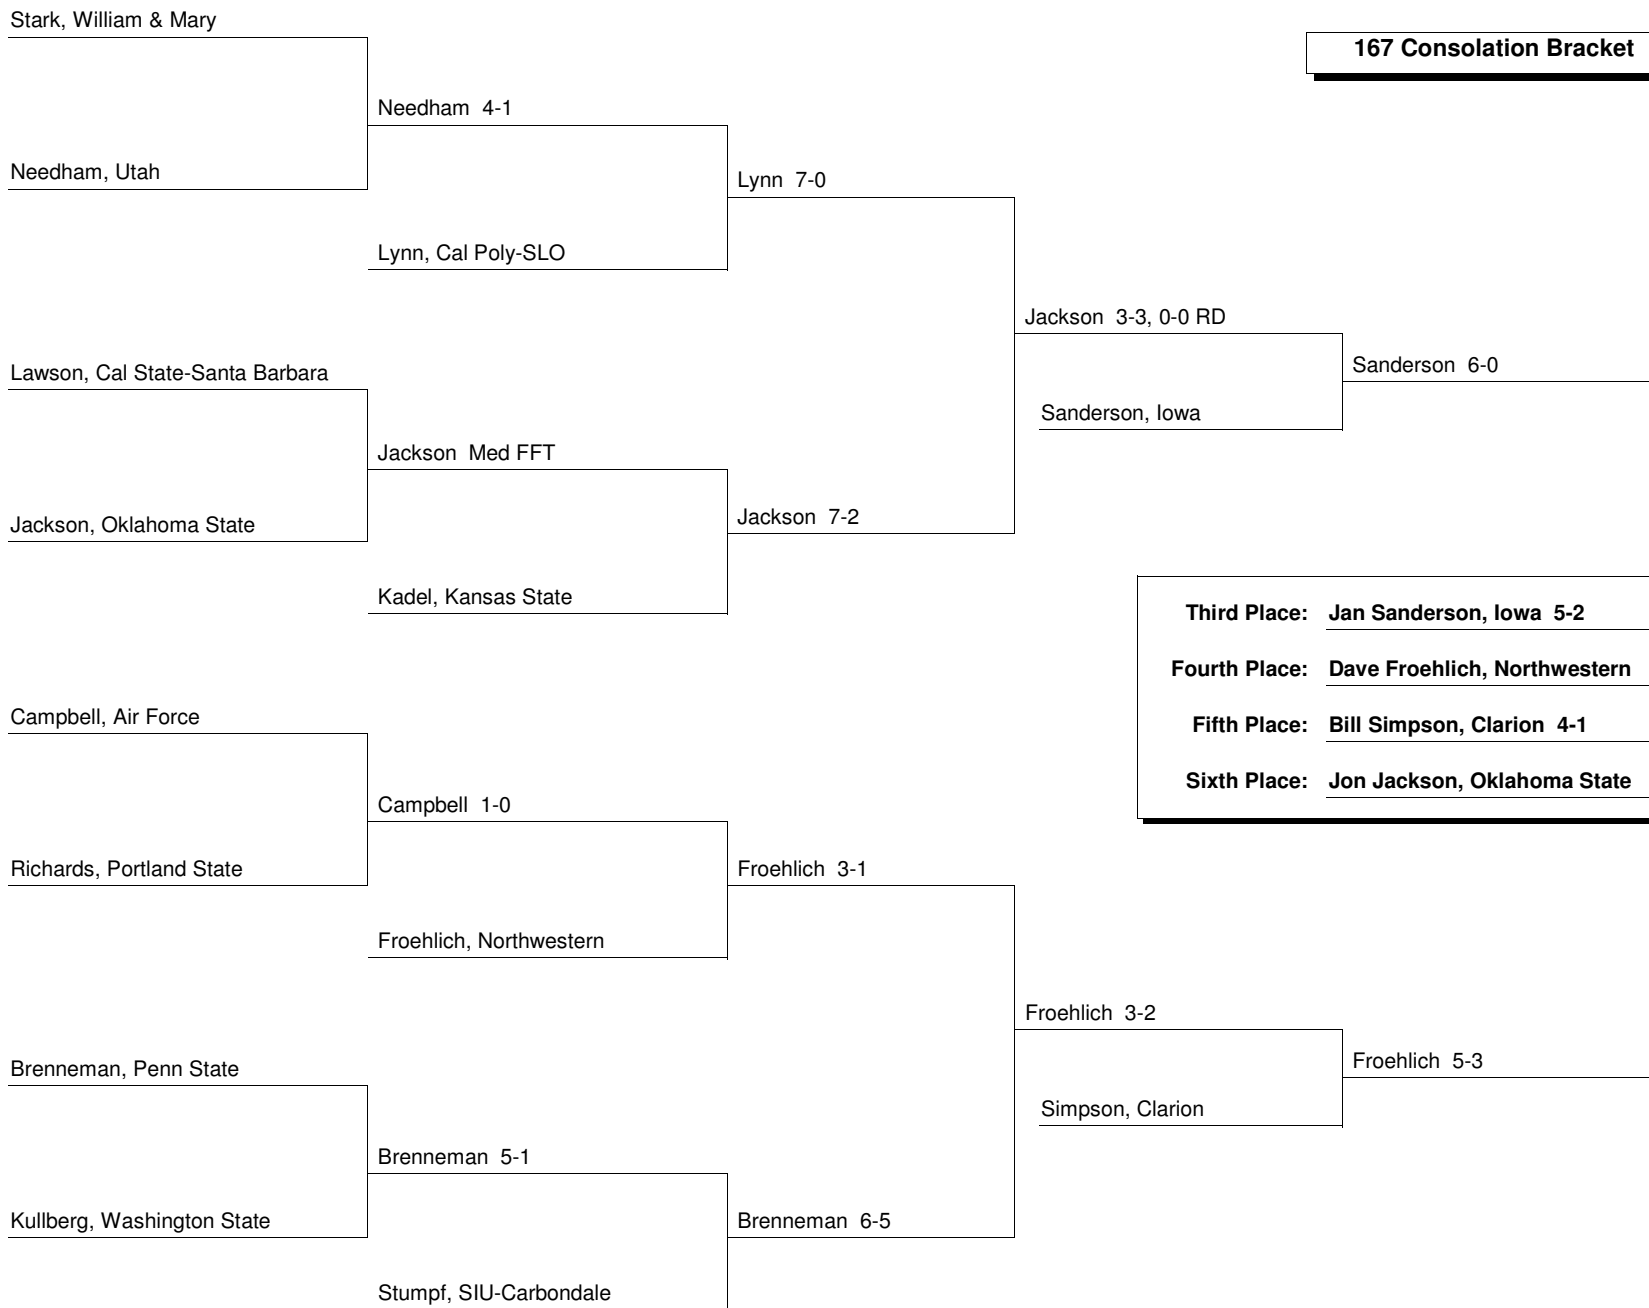 Stark, William & Mary
167 Consolation Bracket
Needham 4-1
Needham, Utah
Lynn 7-0
Lynn, Cal Poly-SLO
Jackson 3-3, 0-0 RD
Lawson, Cal State-Santa Barbara
Sanderson 6-0
Sanderson, Iowa
Jackson Med FFT
Jackson, Oklahoma State
Jackson 7-2
Kadel, Kansas State
Third Place: Jan Sanderson, Iowa 5-2
Fourth Place: Dave Froehlich, Northwestern
Fifth Place: Bill Simpson, Clarion 4-1
Sixth Place: Jon Jackson, Oklahoma State
Campbell, Air Force
Campbell 1-0
Richards, Portland State
Froehlich 3-1
Froehlich, Northwestern
Froehlich 3-2
Brenneman, Penn State
Froehlich 5-3
Simpson, Clarion
Brenneman 5-1
Kullberg, Washington State
Brenneman 6-5
Stumpf, SIU-Carbondale